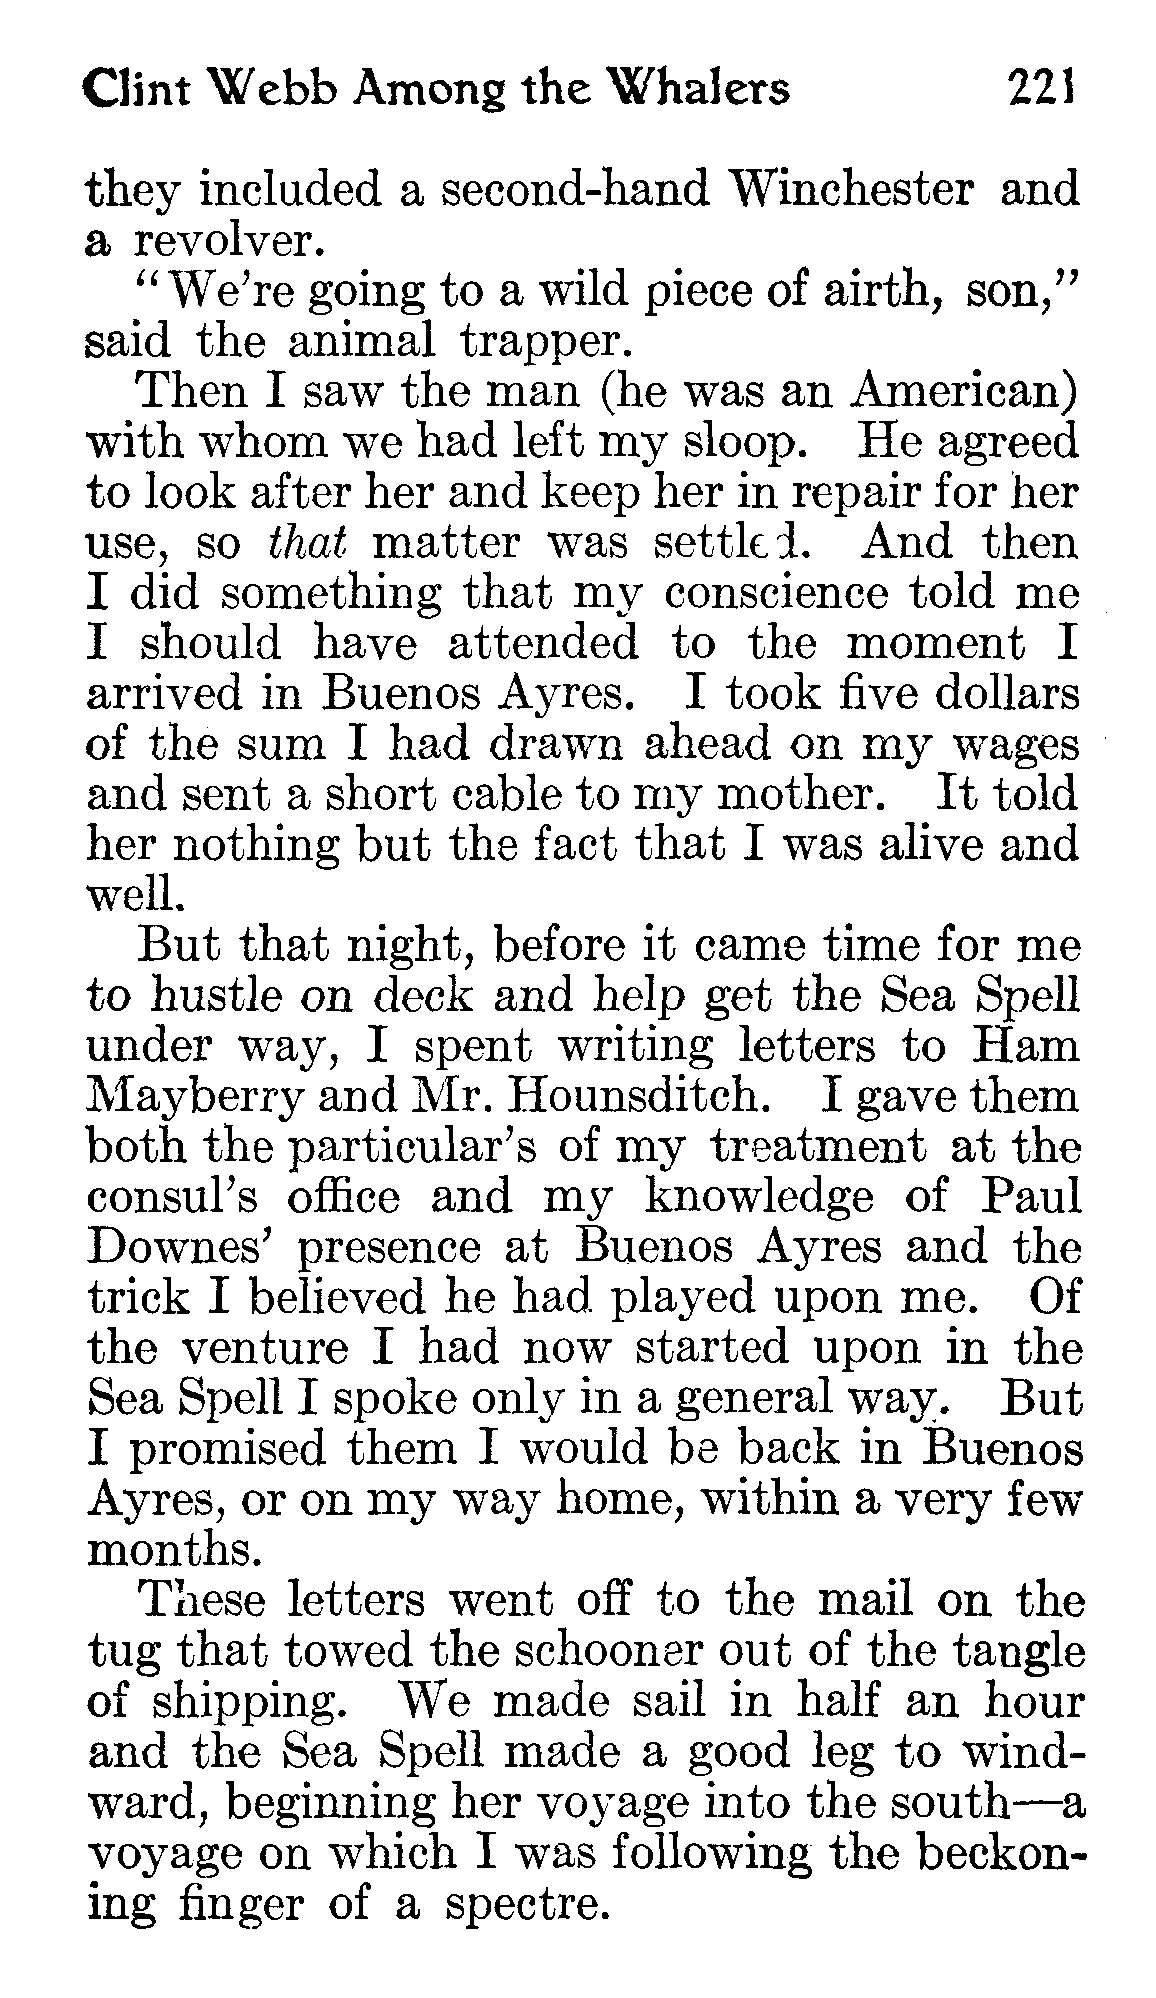 Clint Webb Among the Whalers 221
they included a second-hand Winchester and
a revolver.
"We're going to a wild piece of airth, son,"
said the animal trapper.
Then I saw the man (he was an American)
with whom we had left my sloop. He agreed
to look after her and keep her in repair for her
use, so that matter was settled. And then
I did something that my conscience told me
I should have attended to the moment I
arrived in Buenos Ayres. I took five dollars
of the sum I had drawn ahead on my wages
and sent a short cable to my mother. It told
her nothing but the fact that I was alive and
well.
But that night, before it came time for me
to hustle on deck and help get the Sea Spell
under way, I spent writing letters to Ham
Mayberry and Mr. Hounsditch. I gave them
both the particular's of my treatment at the
consul's office and my knowledge of Paul
Downes' presence at Buenos Ayres and the
trick I believed he had played upon me. Of
the venture I had now started upon in the
Sea Spell I spoke only in a general way. But
I promised them I would be back in Buenos
Ayres, or on my way home, within a very few
months.
These letters went off to the mail on the
tug that towed the schooner out of the tangle
of shipping. We made sail in half an hour
and the Sea Spell made a good leg to wind-
ward, beginning her voyage into the south—a
voyage on which I was following the beckon-
ing finger of a spectre.